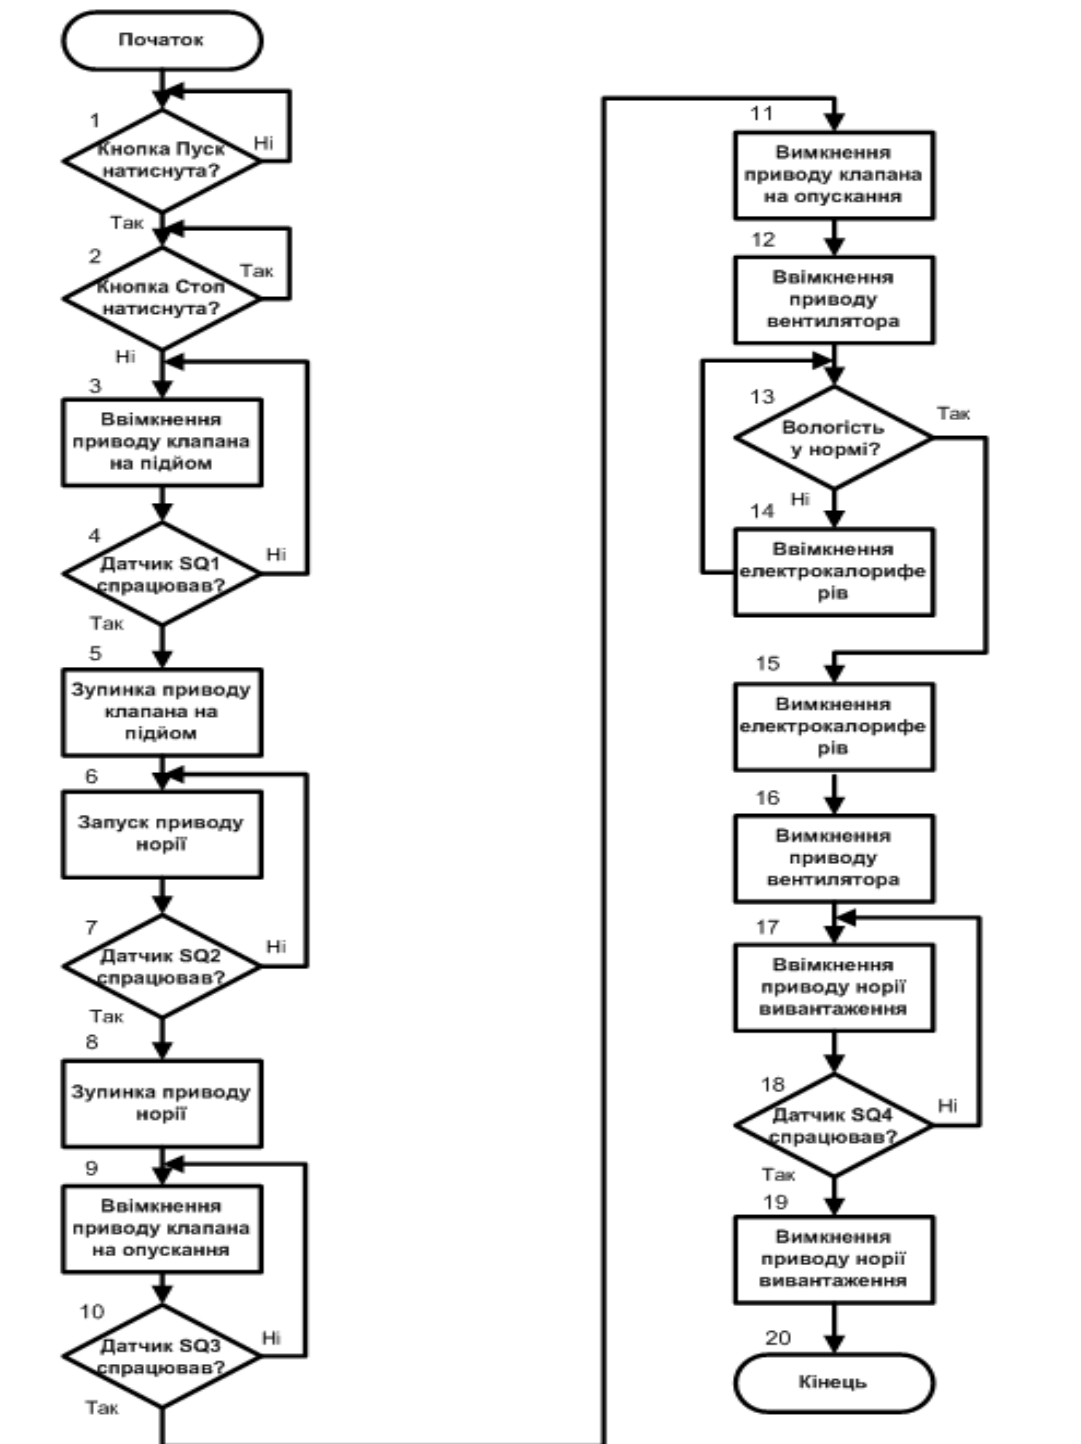 Початок
1
Кнопка Пуск
натиснута?
Ні
Так
2
Кнопка Стоп
натиснута?
Так
Ні
3
Ввімкнення
приводу клапана
на підйом
4
Датчик SQ1
спрацював?
Ні
Так
5
Зупинка приводу
клапана на
підйом
6
Запуск приводу
норії
7
Датчик SQ2
спрацював?
Ні
Так
8
Зупинка приводу
норії
9
Ввімкнення
приводу клапана
на опускання
10
Датчик SQ3
спрацював?
Ні
Так
11
Вимкнення
приводу клапана
на опускання
12
Ввімкнення
приводу
вентилятора
13
Вологість
у нормі?
Так
Ні
14
Ввімкнення
електрокалорифе
рів
15
Вимкнення
електрокалорифе
рів
16
Вимкнення
приводу
вентилятора
17
Ввімкнення
приводу норії
вивантаження
18
Датчик SQ4
спрацював?
Ні
Так
19
Вимкнення
приводу норії
вивантаження
20
Кінець